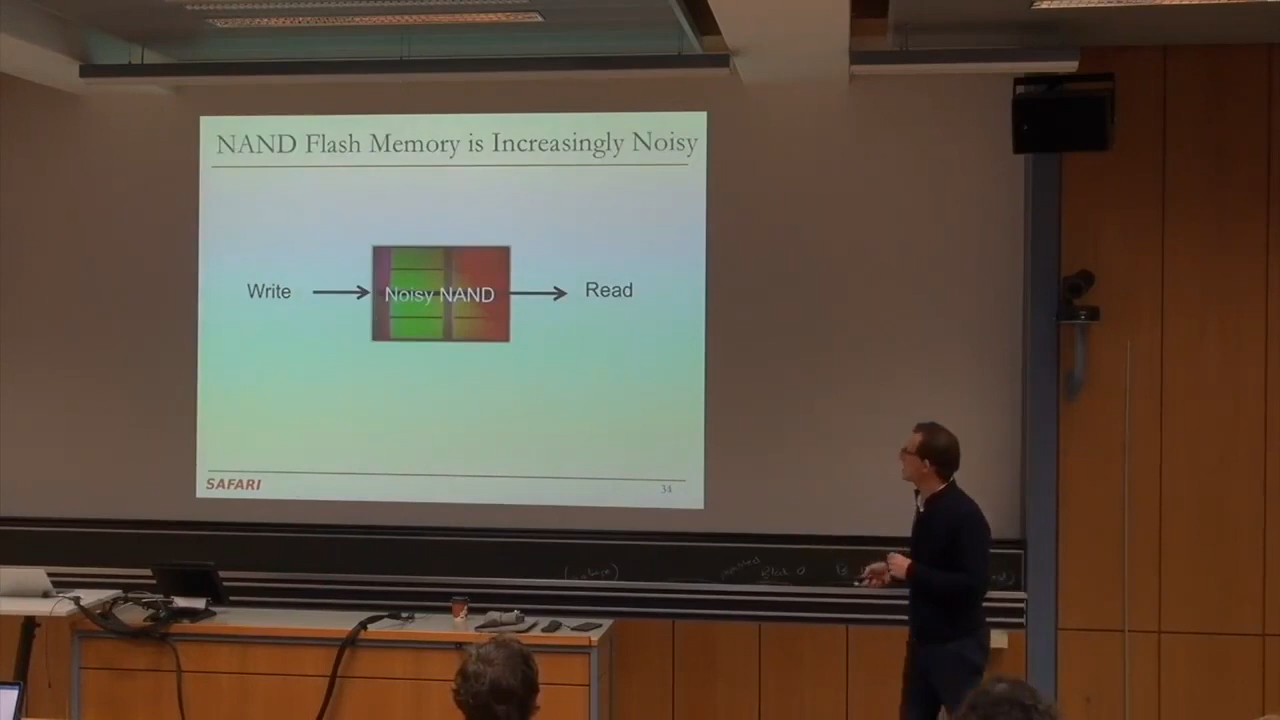 NAND Flash Memory is Increasingly Noisy
Write
Noisy NAND
Read
SAFARI
34